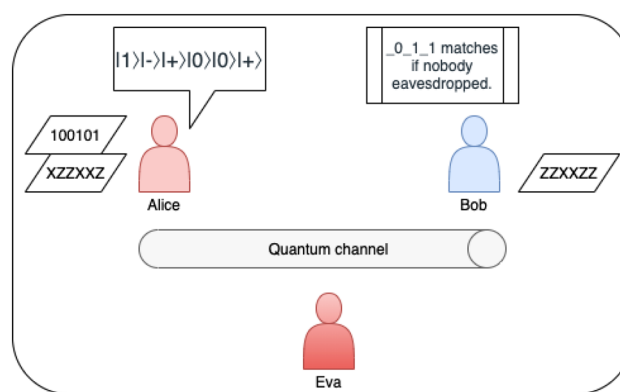 |1⟩|-⟩|+⟩|0⟩|0⟩|+⟩
_0_1_1 matches
if nobody
eavesdropped.
100101
XZZXXZ
ZZXXZZ
Alice
Bob
Quantum channel
Eva